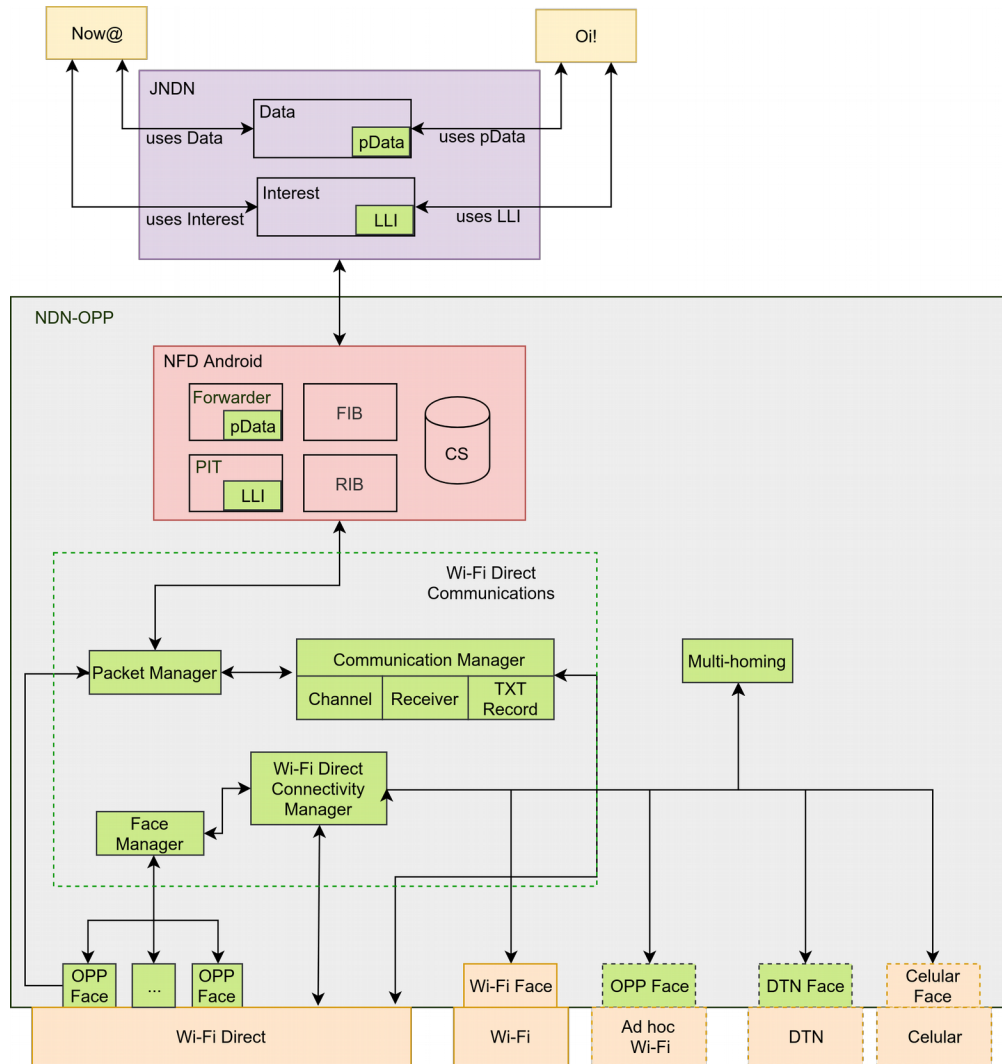 Now@
Oi!
JNDN
Data
pData
uses Data
uses pData
Interest
LLI
uses Interest
uses LLI
NDN-OPP
NFD Android
Forwarder
pData
FIB
CS
PIT
LLI
RIB
Wi-Fi Direct
Communications
Packet Manager
Communication Manager
Channel
Receiver
TXT
Record
Multi-homing
Wi-Fi Direct
Connectivity
Manager
Face
Manager
OPP
Face
...
OPP
Face
Wi-Fi Face
OPP Face
DTN Face
Celular
Face
Wi-Fi Direct
Wi-Fi
Ad hoc
Wi-Fi
DTN
Celular